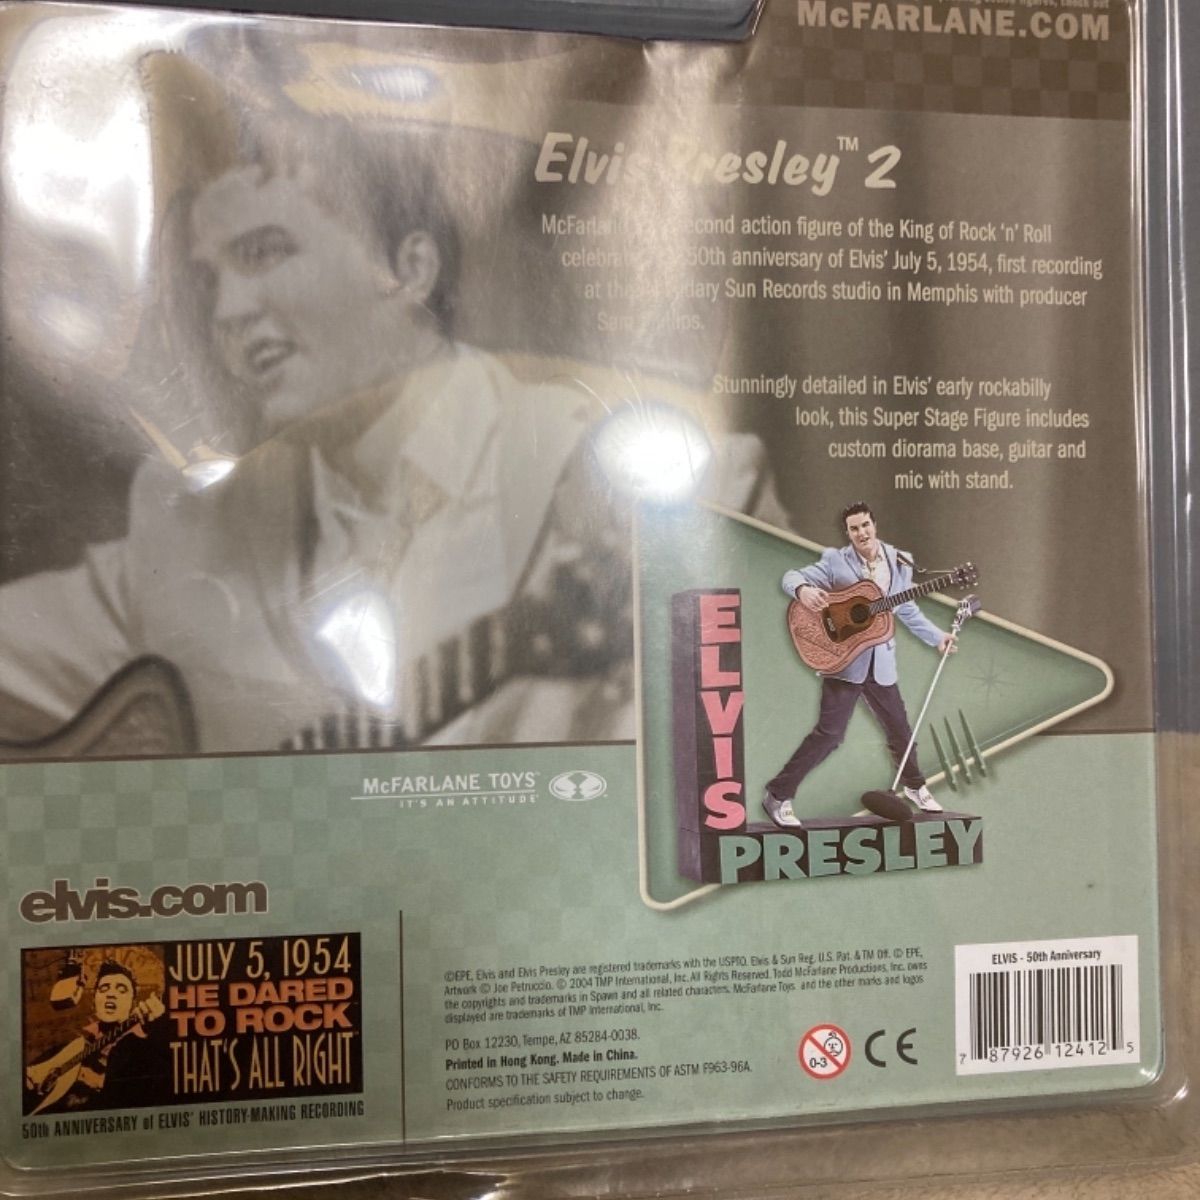 McFARLANE.COM
Elvis Presley™ 2
second action figure of the King of Rock 'n' Roll
50th anniversary of Elvis' July 5, 1954, first recording
at the Sun Records studio in Memphis with producer
Stunningly detailed in Elvis' early rockabilly
look, this Super Stage Figure includes
custom diorama base, guitar and
mic with stand.
ELVIS
PRESLEY
McFARLANE TOYS™
IT'S AN ATTITUDE
elvis.com
JULY 5, 1954
HE DARED
TO ROCK
THAT'S ALL RIGHT
50th ANNIVERSARY of ELVIS' HISTORY-MAKING RECORDING
©EPE, Elvis and Elvis Presley are registered trademarks with the USPTO. Elvis & Sun Reg. U.S. Pat. & TM Off. © EPE,
Artwork © Joe Petruccio. © 2004 TMP International, Inc. All Rights Reserved. Todd McFarlane Productions, Inc. owns
the copyrights and trademarks in Spawn and all related characters. McFarlane Toys and the other marks and logos
displayed are trademarks of TMP International, Inc.
PO Box 12230, Tempe, AZ 85284-0038.
Printed in Hong Kong. Made in China.
CONFORMS TO THE SAFETY REQUIREMENTS OF ASTM F963-96A.
Product specification subject to change.
0-3
CE
ELVIS - 50th Anniversary
7 87926 12412 5